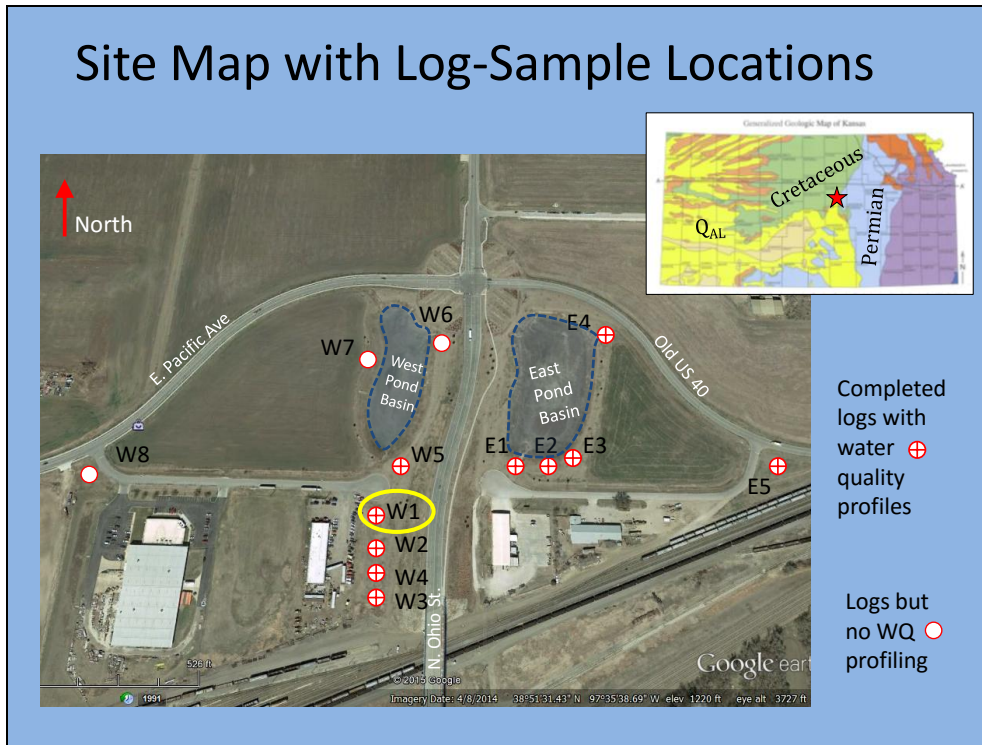 Site Map with Log-Sample Locations
Generalized Geologic Map of Kansas
Cretaceous
Permian
QAL
N
North
E. Pacific Ave
W6
W7
West
Pond
Basin
E4
East
Pond
Basin
Old US 40
W8
W5
E1
E2
E3
E5
W1
W2
W4
W3
N. Ohio St.
Completed
logs with
water
quality
profiles
Logs but
no WQ
profiling
526 ft
1991
© 2015 Google
Google eart
Imagery Date: 4/8/2014 38°51'31.43" N 97°35'38.69" W elev 1220 ft eye alt 3727 ft